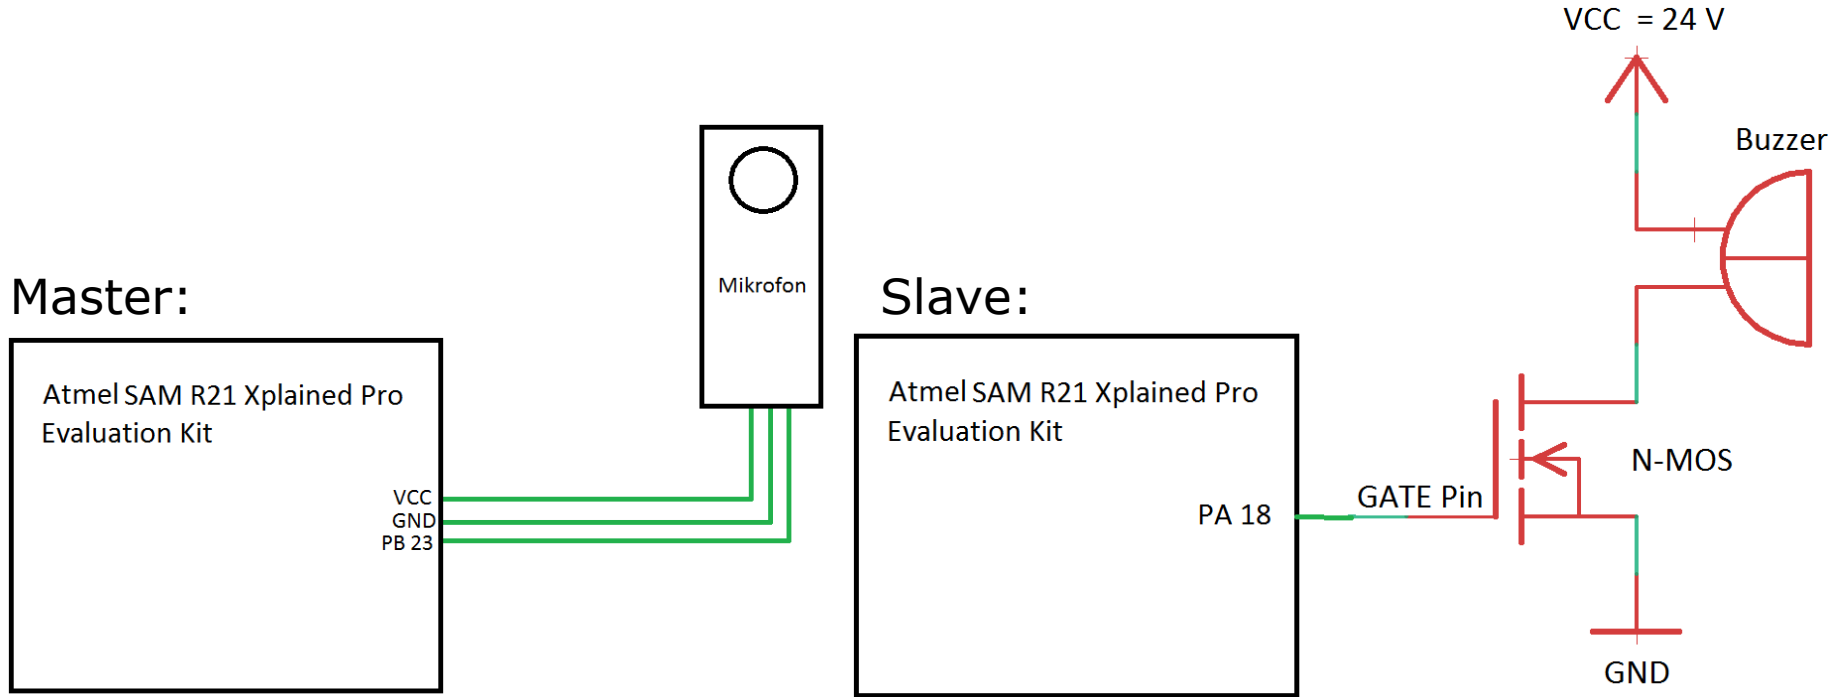 Master:
Atmel SAM R21 Xplained Pro
Evaluation Kit
VCC
GND
PB 23
Mikrofon
Slave:
Atmel SAM R21 Xplained Pro
Evaluation Kit
PA 18
GATE Pin
VCC = 24 V
Buzzer
N-MOS
GND